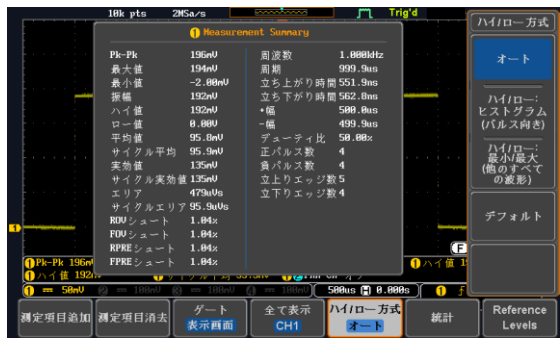 10k pts 2MSa/s Trig'd
ハイ/ロー 方式
1 Measurement Summary
Pk-Pk 196mV 周波数 1.000kHz
最大値 194mV 周期 999.9us
最小値 -2.00mV 立ち上がり時間 551.9ns
振幅 192mV 立ち下がり時間 562.8ns
ハイ値 192mV +幅 500.0us
ロー値 0.00V -幅 499.9us
平均値 95.8mV デューティ比 50.00%
サイクル平均 95.9mV 正パルス数 4
実効値 135mV 負パルス数 4
サイクル実効値 135mV 立上りエッジ数 5
エリア 479uVs 立下りエッジ数 4
サイクルエリア 95.9uVs
ROVシュート 1.04%
FOVシュート 1.04%
RPREシュート 1.04%
FPREシュート 1.04%
オート
ハイ/ロー:
ヒストグラム
(パルス向き)
ハイ/ロー:
最小/最大
(他のすべて
の波形)
デフォルト
1
F
1 Pk-Pk 196mV
1 ハイ値 192m 1 ハイ値
1 50mV 2 100mV 3 100mV 4 100mV 500us H 0.000s 1
測定項目追加 測定項目消去 ゲート 表示画面 全て表示 CH1 ハイ/ロー 方式 オート 統計 Reference Levels